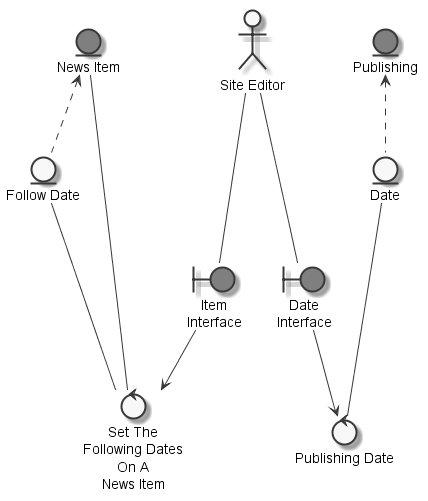 News Item
Publishing
Site Editor
Follow Date
Date
Item
Interface
Date
Interface
Set The
Following Dates
On A
News Item
Publishing Date